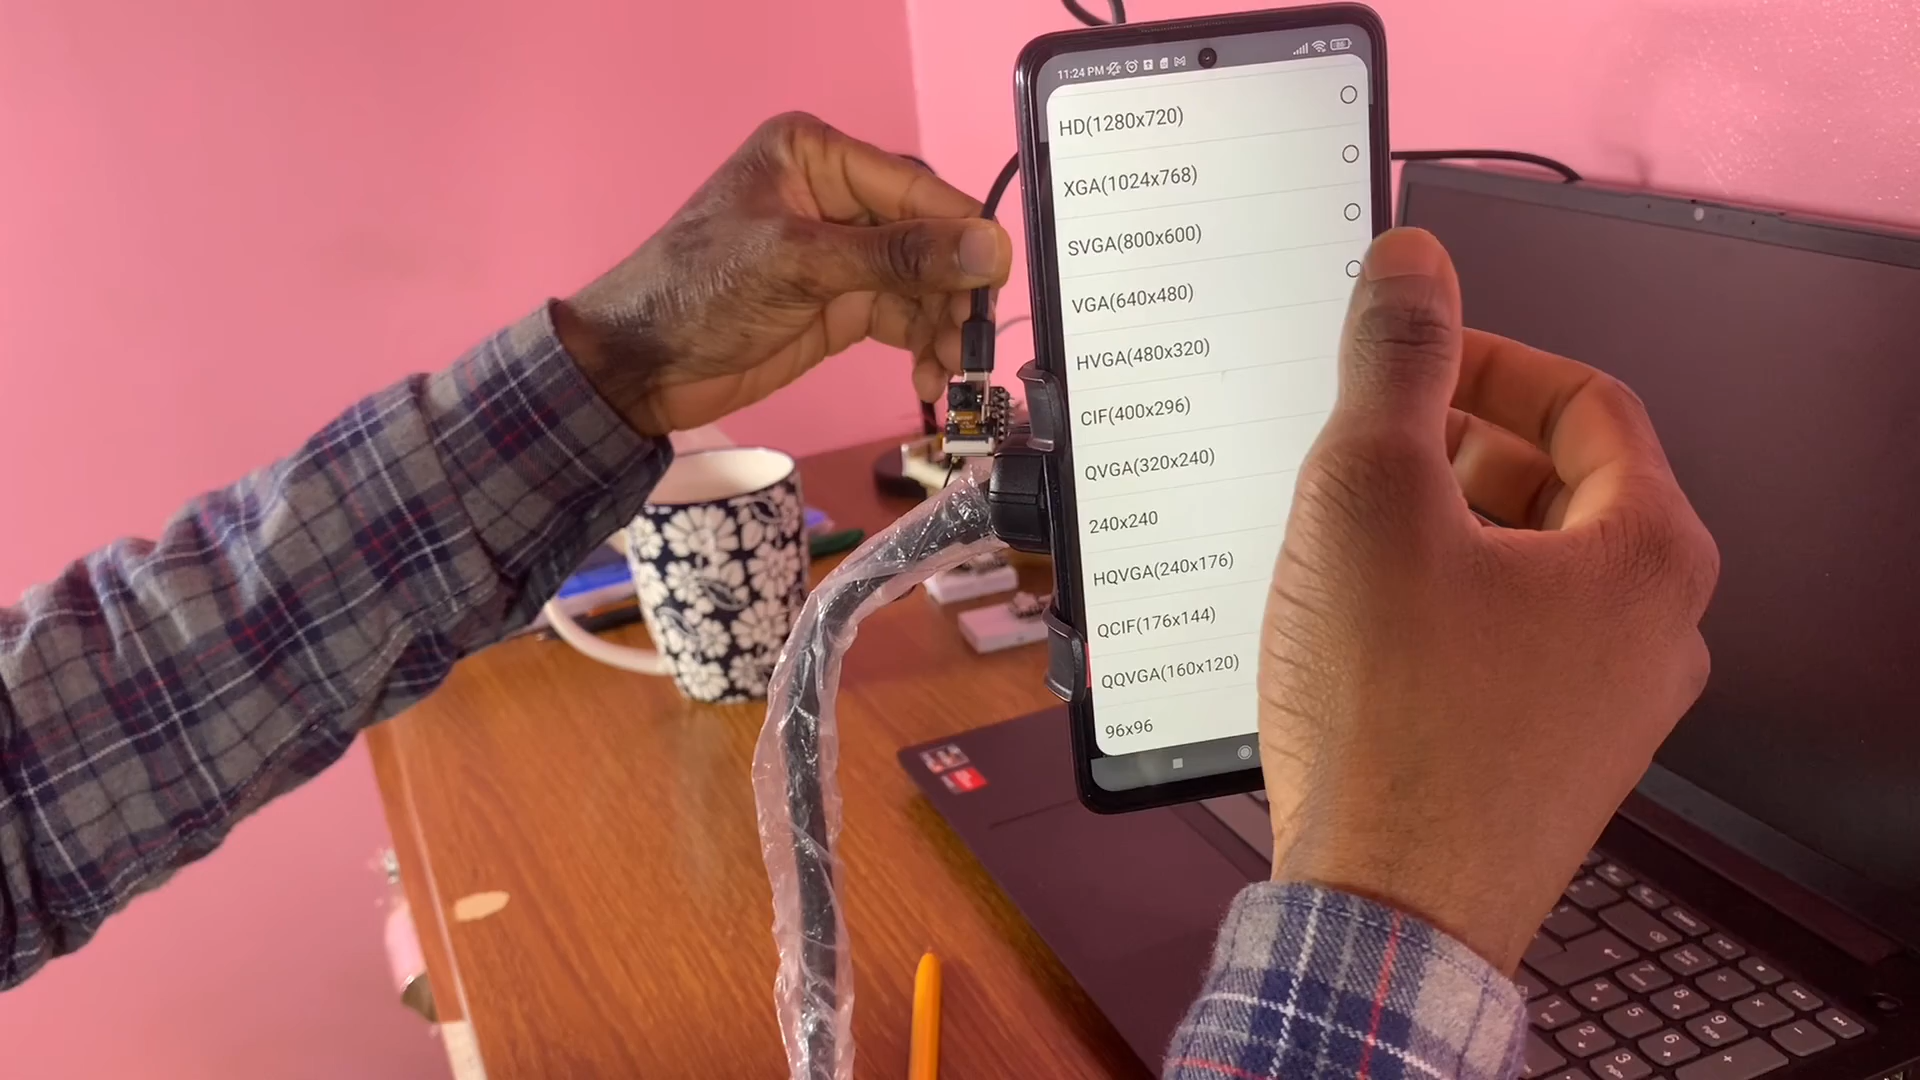 11:24 PM
HD(1280x720)
XGA(1024x768)
SVGA(800x600)
VGA(640x480)
HVGA(480x320)
CIF(400x296)
QVGA(320x240)
240x240
HQVGA(240x176)
QCIF(176x144)
QQVGA(160x120)
96x96